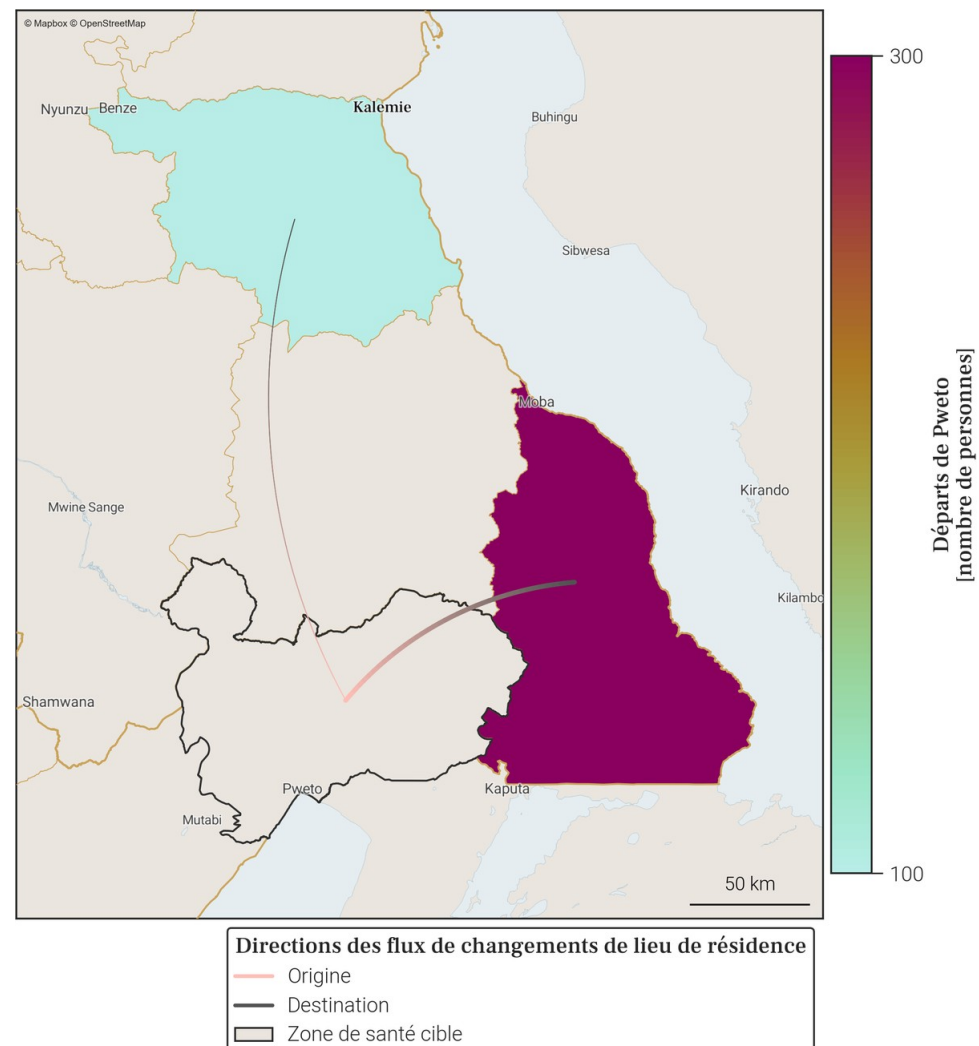 © Mapbox © OpenStreetMap
300
Nyunzu
Benze
Kalemie
Buhingu
Sibwesa
Moba
Départs de Pweto
[nombre de personnes]
Kirando
Mwine Sange
Kilambo
Shamwana
Pweto
Kaputa
Mutabi
100
50 km
Directions des flux de changements de lieu de résidence
Origine
Destination
Zone de santé cible